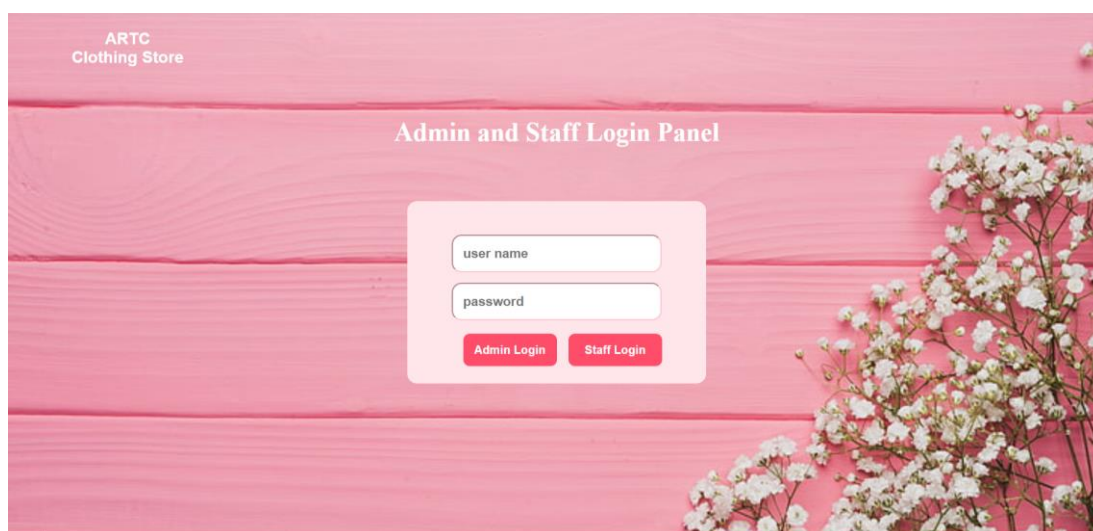 ARTC
Clothing Store
Admin and Staff Login Panel
user name
password
Admin Login
Staff Login